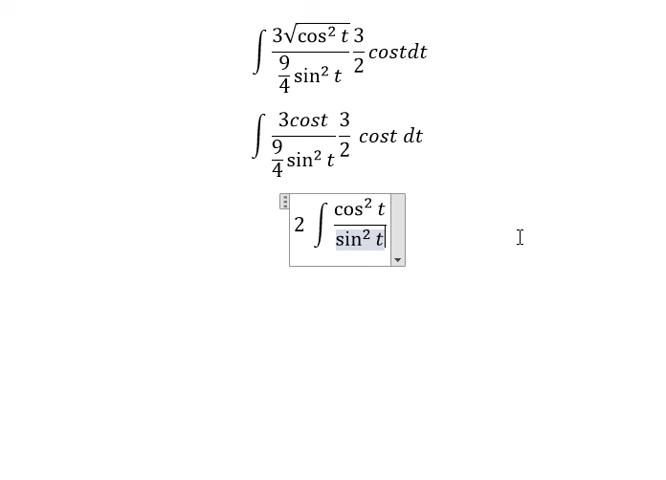 ∫ (3√(cos² t))/((9/4) sin² t) (3/2) costdt
∫ (3cost)/((9/4) sin² t) (3/2) cost dt
2 ∫ (cos² t)/(sin² t)